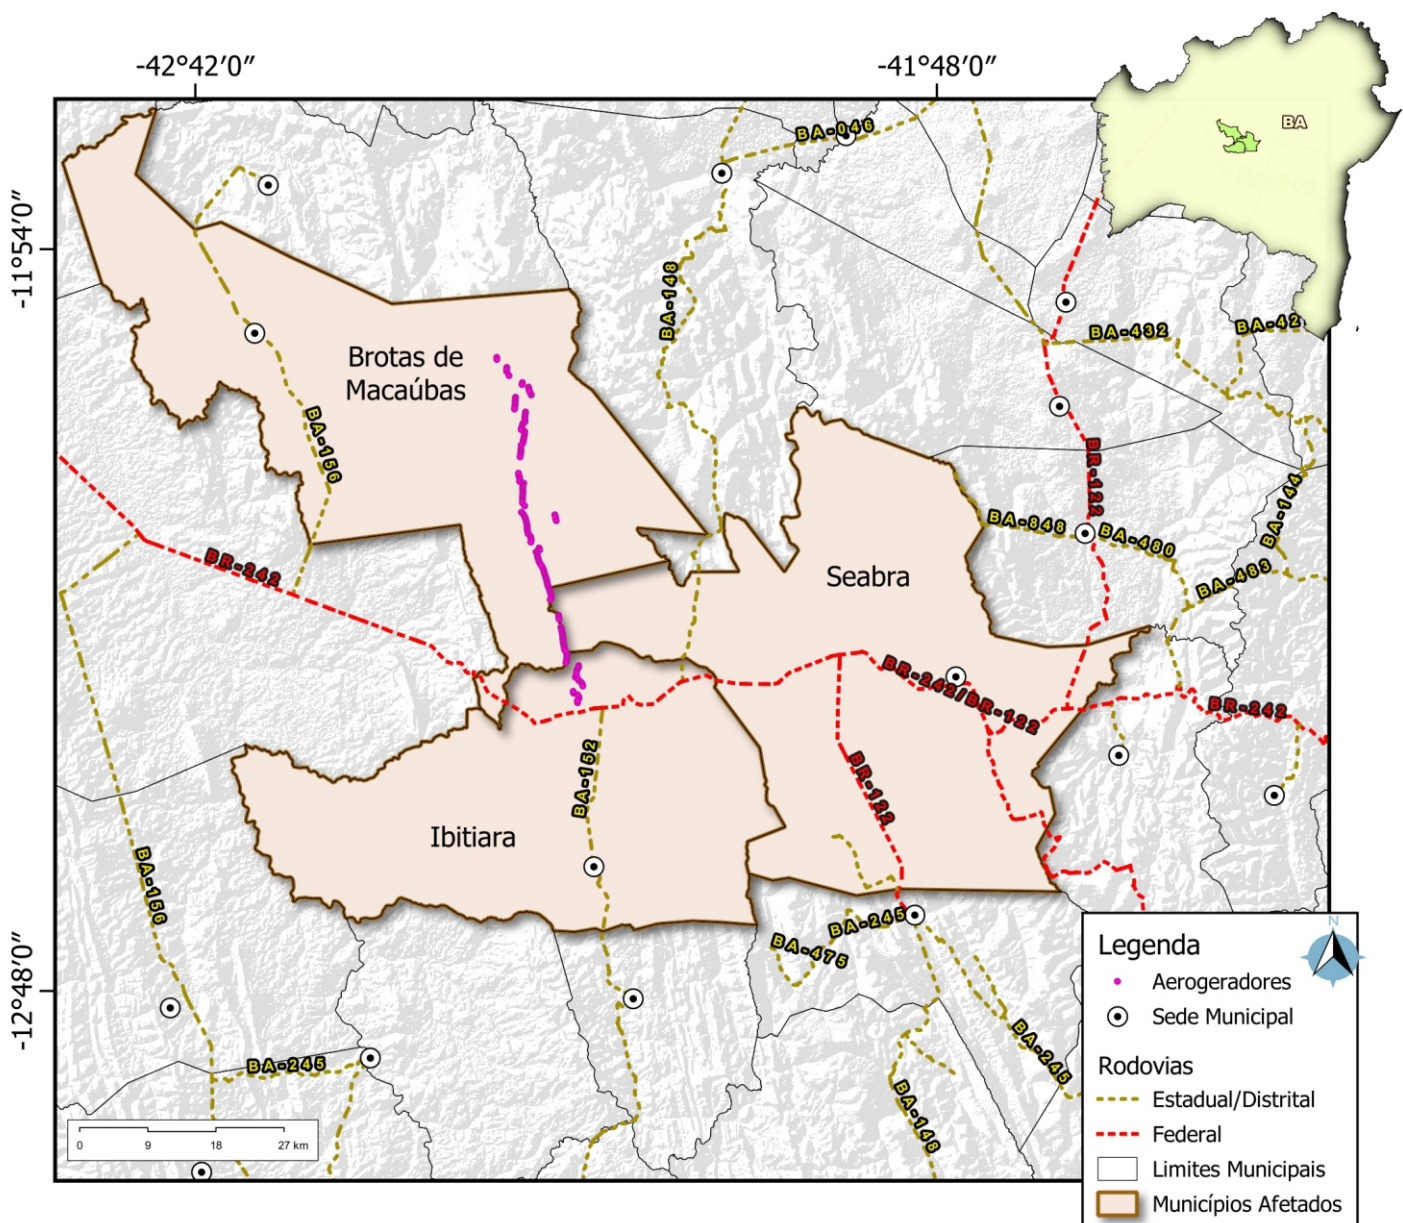 -42°42'0"
-41°48'0"
-11°54'0"
-12°48'0"
BA
BA-046
BA-148
BA-432
BA-42
BR-122
BA-144
BA-848
BA-480
BA-483
Brotas de
Macaúbas
BA-156
BR-242
Seabra
BR-242/BR-122
BR-242
BA-152
BR-122
Ibitiara
BA-156
BA-245
BA-475
BA-245
BA-148
BA-245
0 9 18 27 km
N
Legenda
Aerogeradores
Sede Municipal
Rodovias
Estadual/Distrital
Federal
Limites Municipais
Municípios Afetados